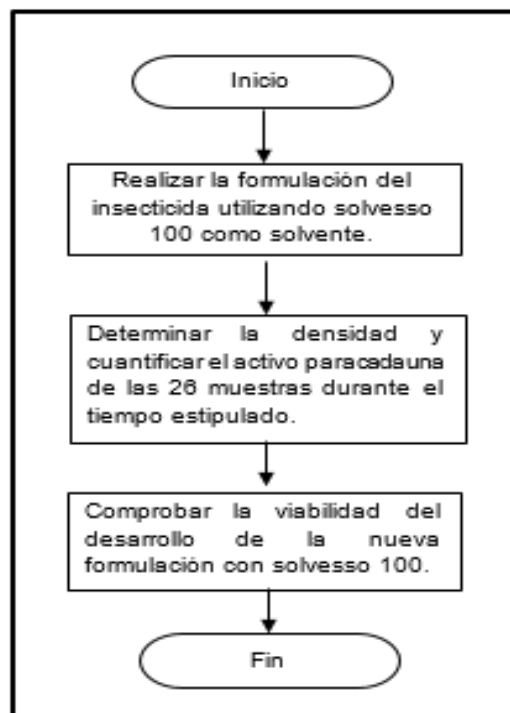 Inicio
Realizar la formulación del
insecticida utilizando solvesso
100 como solvente.
Determinar la densidad y
cuantificar el activo paracadauna
de las 26 muestras durante el
tiempo estipulado.
Comprobar la viabilidad del
desarrollo de la nueva
formulación con solvesso 100.
Fin